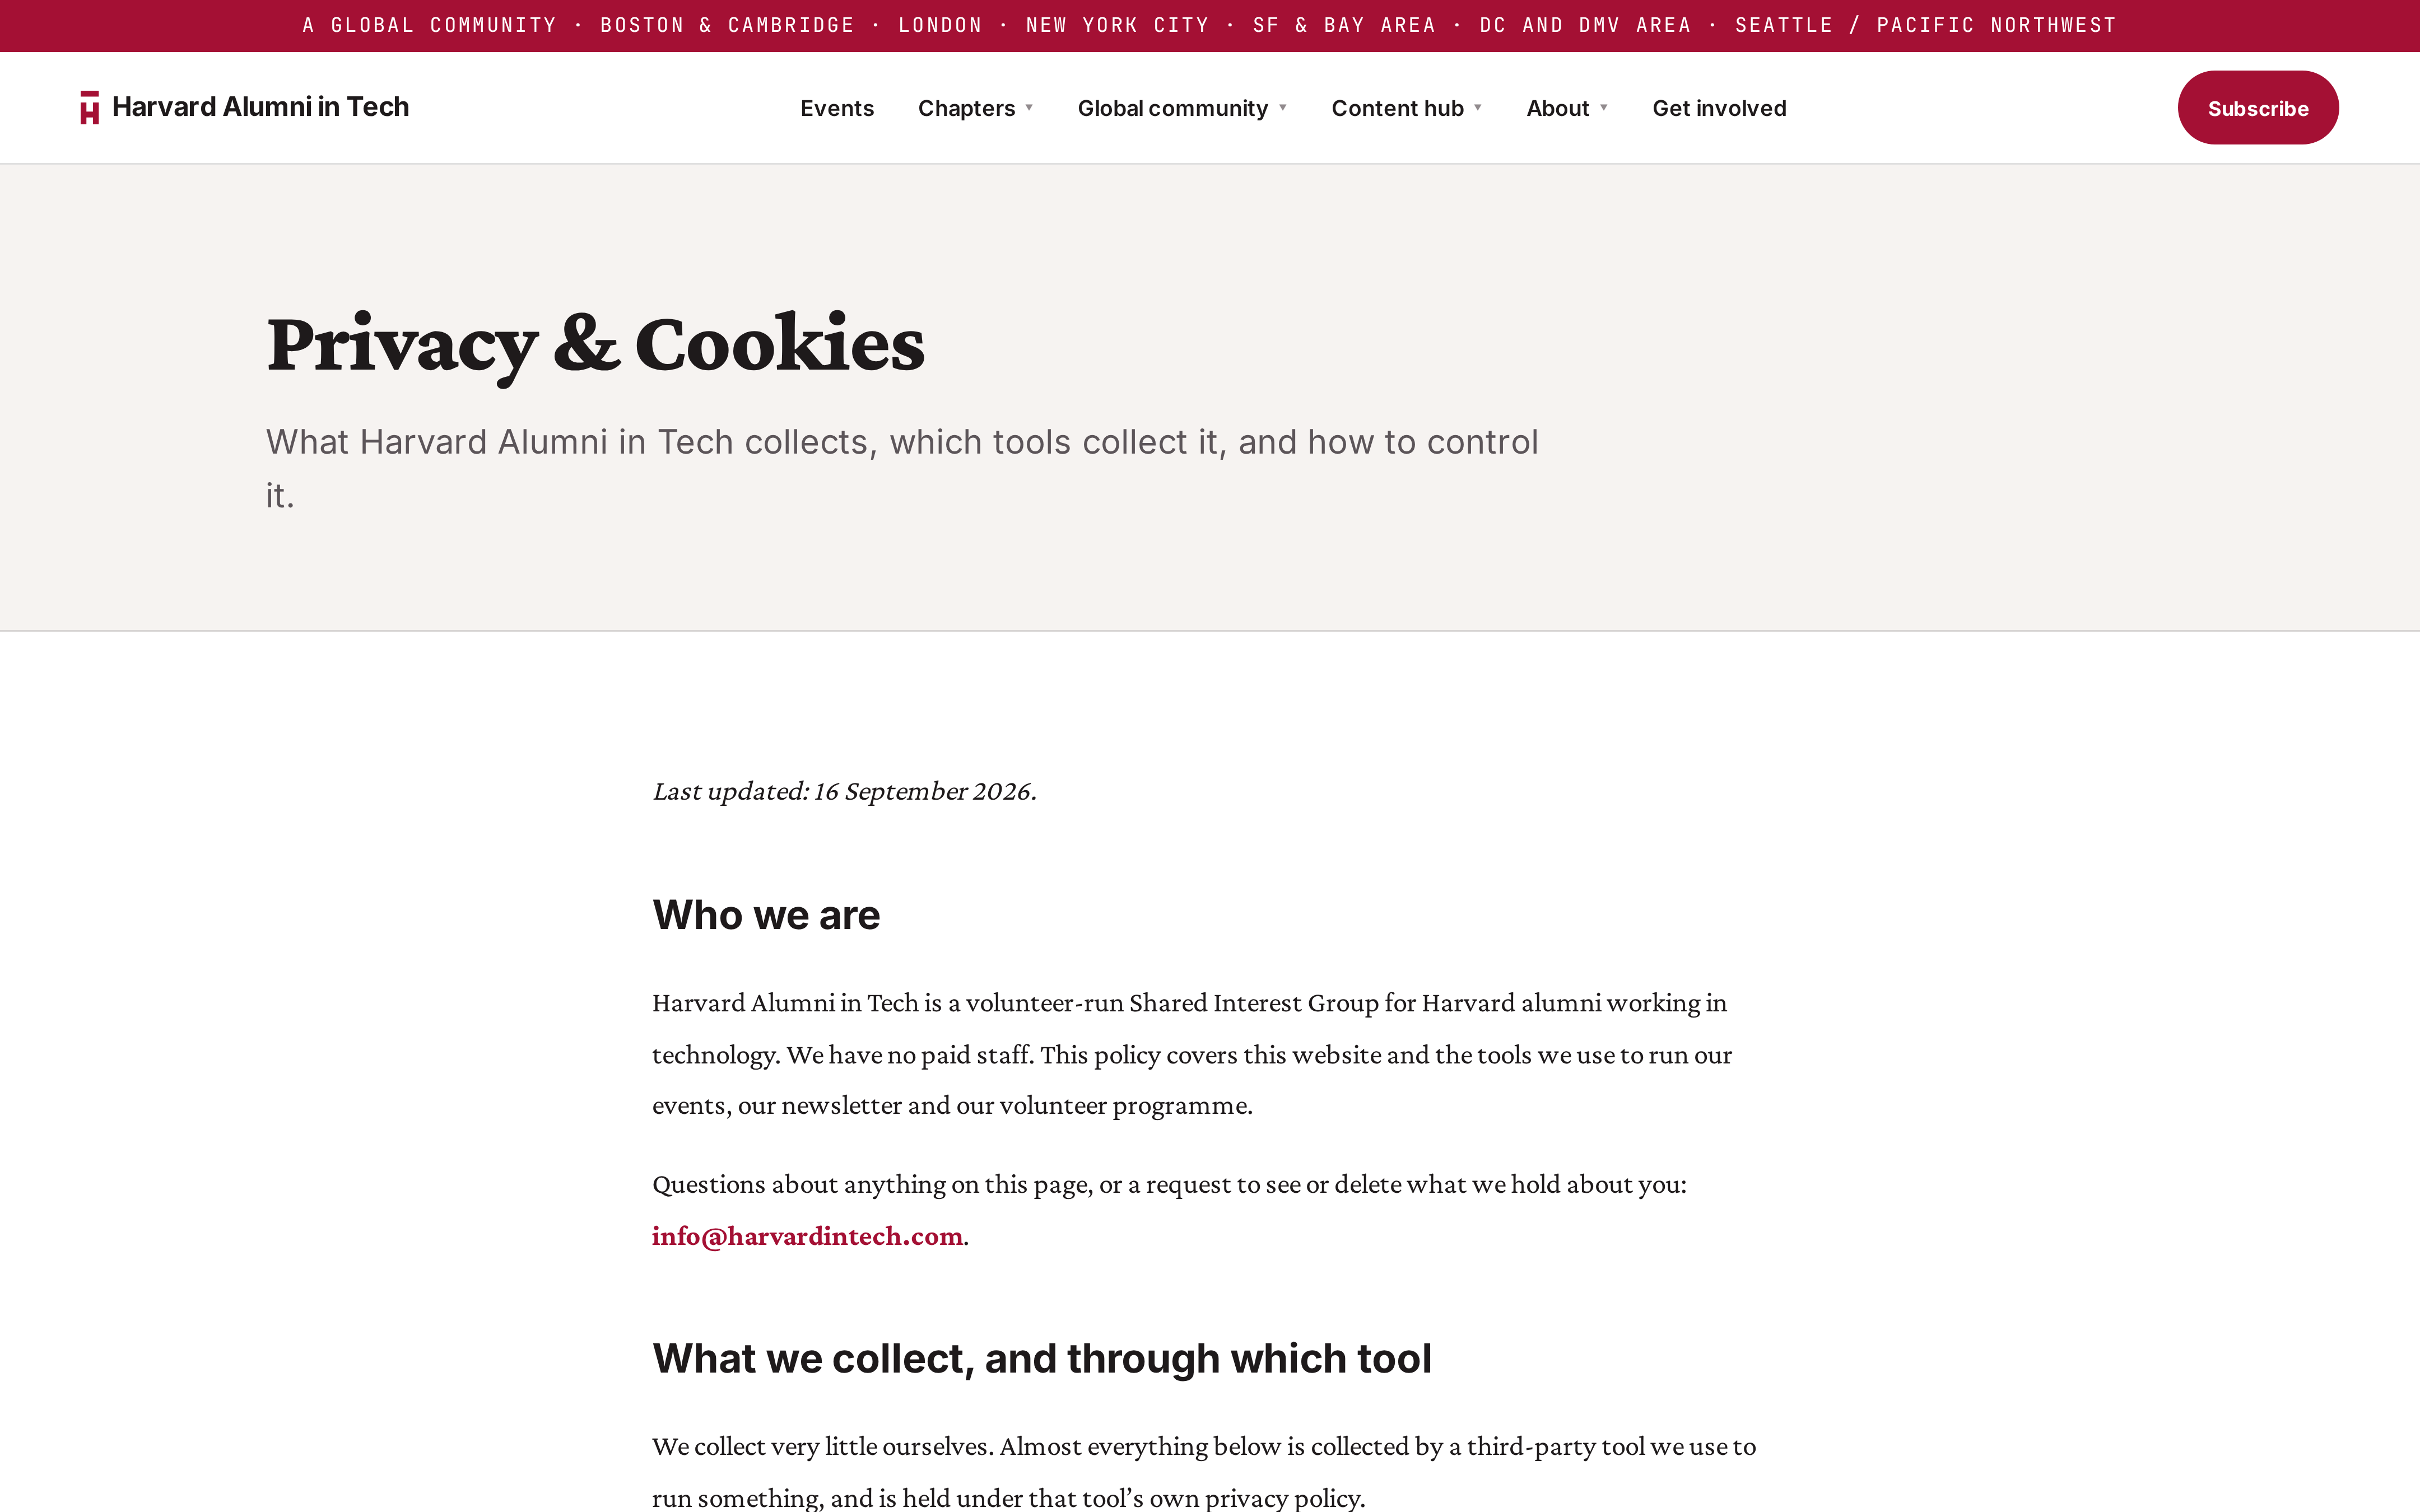 A GLOBAL COMMUNITY · BOSTON & CAMBRIDGE · LONDON · NEW YORK CITY · SF & BAY AREA · DC AND DMV AREA · SEATTLE / PACIFIC NORTHWEST
Harvard Alumni in Tech
Events
Chapters
Global community
Content hub
About
Get involved
Subscribe
Privacy & Cookies
What Harvard Alumni in Tech collects, which tools collect it, and how to control
it.
Last updated: 16 September 2026.
Who we are
Harvard Alumni in Tech is a volunteer-run Shared Interest Group for Harvard alumni working in
technology. We have no paid staff. This policy covers this website and the tools we use to run our
events, our newsletter and our volunteer programme.
Questions about anything on this page, or a request to see or delete what we hold about you:
info@harvardintech.com.
What we collect, and through which tool
We collect very little ourselves. Almost everything below is collected by a third-party tool we use to
run something, and is held under that tool’s own privacy policy.